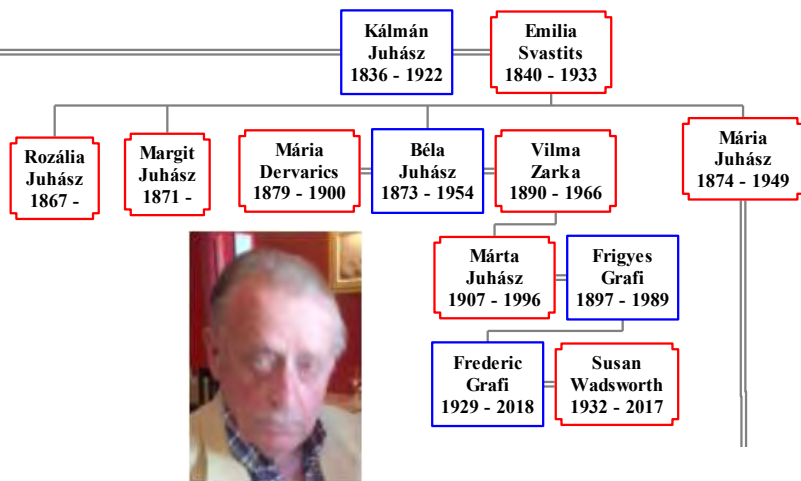 Kálmán
Juhász
1836 - 1922
Emilia
Svastits
1840 - 1933
Rozália
Juhász
1867 -
Margit
Juhász
1871 -
Mária
Dervarics
1879 - 1900
Béla
Juhász
1873 - 1954
Vilma
Zarka
1890 - 1966
Mária
Juhász
1874 - 1949
Márta
Juhász
1907 - 1996
Frigyes
Grafi
1897 - 1989
Frederic
Grafi
1929 - 2018
Susan
Wadsworth
1932 - 2017